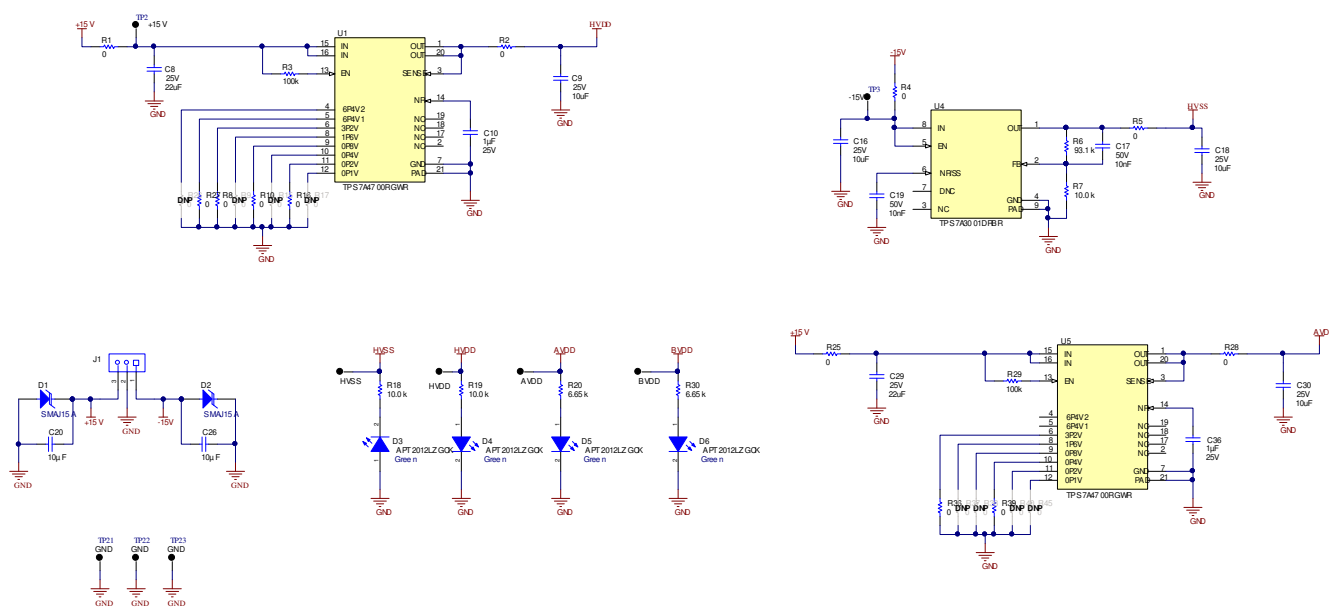 +15 V
TP2
+15 V
R1
0
C8
25V
22uF
GND
R3
100k
U1
15 IN
16 IN
13 EN
4 6P4V2
5 6P4V1
6 3P2V
8 1P6V
9 0P8V
10 0P4V
11 0P2V
12 0P1V
OUT 1
OUT 20
SENSE 3
NR 14
NC 19
NC 18
NC 17
NC 2
GND 7
PAD 21
TPS7A4700RGWR
R2
0
HVDD
C9
25V
10uF
GND
C10
1µF
25V
GND
DNP
R27
0
R8
0
DNP
R10
0
DNP
R16
0
DNP
R17
GND
-15V
R4
0
TP3
-15V
C16
25V
10uF
GND
C19
50V
10nF
GND
U4
8 IN
5 EN
6 NR/SS
7 DNC
3 NC
OUT 1
FB 2
GND 4
PAD 9
TPS7A3001DRBR
R6
93.1 k
R7
10.0 k
C17
50V
10nF
R5
0
HVSS
C18
25V
10uF
GND
GND
J1
3 2 1
D1
SMAJ15A
+15 V
C20
10µF
GND
GND
-15V
D2
SMAJ15A
C26
10µF
GND
HVSS
HVSS
R18
10.0 k
D3
APT2012LZGCK
Green
GND
HVDD
HVDD
R19
10.0 k
D4
APT2012LZGCK
Green
GND
AVDD
AVDD
R20
6.65 k
D5
APT2012LZGCK
Green
GND
BVDD
BVDD
R30
6.65 k
D6
APT2012LZGCK
Green
GND
+15 V
R25
0
C29
25V
22uF
GND
R29
100k
U5
15 IN
16 IN
13 EN
4 6P4V2
5 6P4V1
6 3P2V
8 1P6V
9 0P8V
10 0P4V
11 0P2V
12 0P1V
OUT 1
OUT 20
SENSE 3
NR 14
NC 19
NC 18
NC 17
NC 2
GND 7
PAD 21
TPS7A4700RGWR
R28
0
C30
25V
10uF
GND
C36
1µF
25V
GND
0
DNP
DNP
R39
0
DNP
DNP
R45
GND
TP21
GND
GND
TP22
GND
GND
TP23
GND
GND